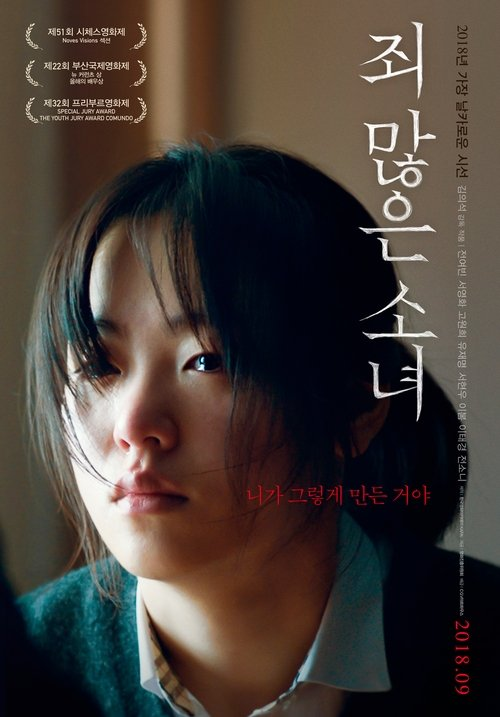 제51회 시체스영화제
Noves Visions 섹션
제22회 부산국제영화제
뉴 커런츠 상
올해의 배우상
제32회 프리부르영화제
SPECIAL JURY AWARD
THE YOUTH JURY AWARD COMUNDO
죄 많은 소녀
2018년 가장 날카로운 시선
김의석 감독 작품 | 전여빈 서영화 고원희 유재명 서현우 이봄 이태경 전소니
니가 그렇게 만든 거야
2018.09